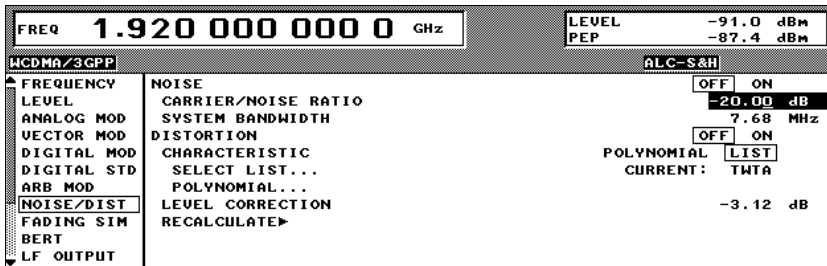 FREQ 1.920 000 000 0 GHz
LEVEL -91.0 dBm
PEP -87.4 dBm
WCDMA/3GPP ALC-S&H
FREQUENCY
LEVEL
ANALOG MOD
VECTOR MOD
DIGITAL MOD
DIGITAL STD
ARB MOD
NOISE/DIST
FADING SIM
BERT
LF OUTPUT
NOISE OFF ON
CARRIER/NOISE RATIO -20.00 dB
SYSTEM BANDWIDTH 7.68 MHz
DISTORTION OFF ON
CHARACTERISTIC POLYNOMIAL LIST
SELECT LIST... CURRENT: TWTA
POLYNOMIAL...
LEVEL CORRECTION -3.12 dB
RECALCULATE▶